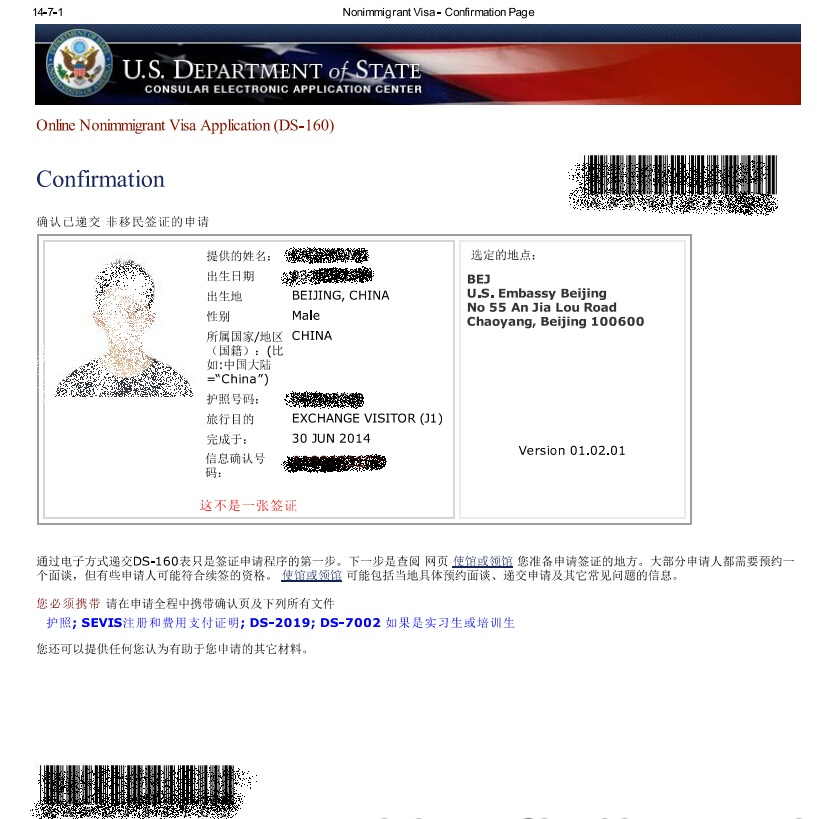 14-7-1
Nonimmigrant Visa - Confirmation Page
U.S. DEPARTMENT of STATE
CONSULAR ELECTRONIC APPLICATION CENTER
Online Nonimmigrant Visa Application (DS-160)
Confirmation
确认已递交 非移民签证的申请
提供的姓名:
出生日期
出生地 BEIJING, CHINA
性别 Male
所属国家/地区 CHINA
（国籍）:（比
如:中国大陆
="China"）
护照号码:
旅行目的 EXCHANGE VISITOR (J1)
完成于: 30 JUN 2014
信息确认号
码:
这不是一张签证
选定的地点:
BEJ
U.S. Embassy Beijing
No 55 An Jia Lou Road
Chaoyang, Beijing 100600
Version 01.02.01
通过电子方式递交DS-160表只是签证申请程序的第一步。下一步是查阅 网页 使馆或领馆 您准备申请签证的地方。大部分申请人都需要预约一
个面谈，但有些申请人可能符合续签的资格。 使馆或领馆 可能包括当地具体预约面谈、递交申请及其它常见问题的信息。
您必须携带 请在申请全程中携带确认页及下列所有文件
护照; SEVIS注册和费用支付证明; DS-2019; DS-7002 如果是实习生或培训生
您还可以提供任何您认为有助于您申请的其它材料。